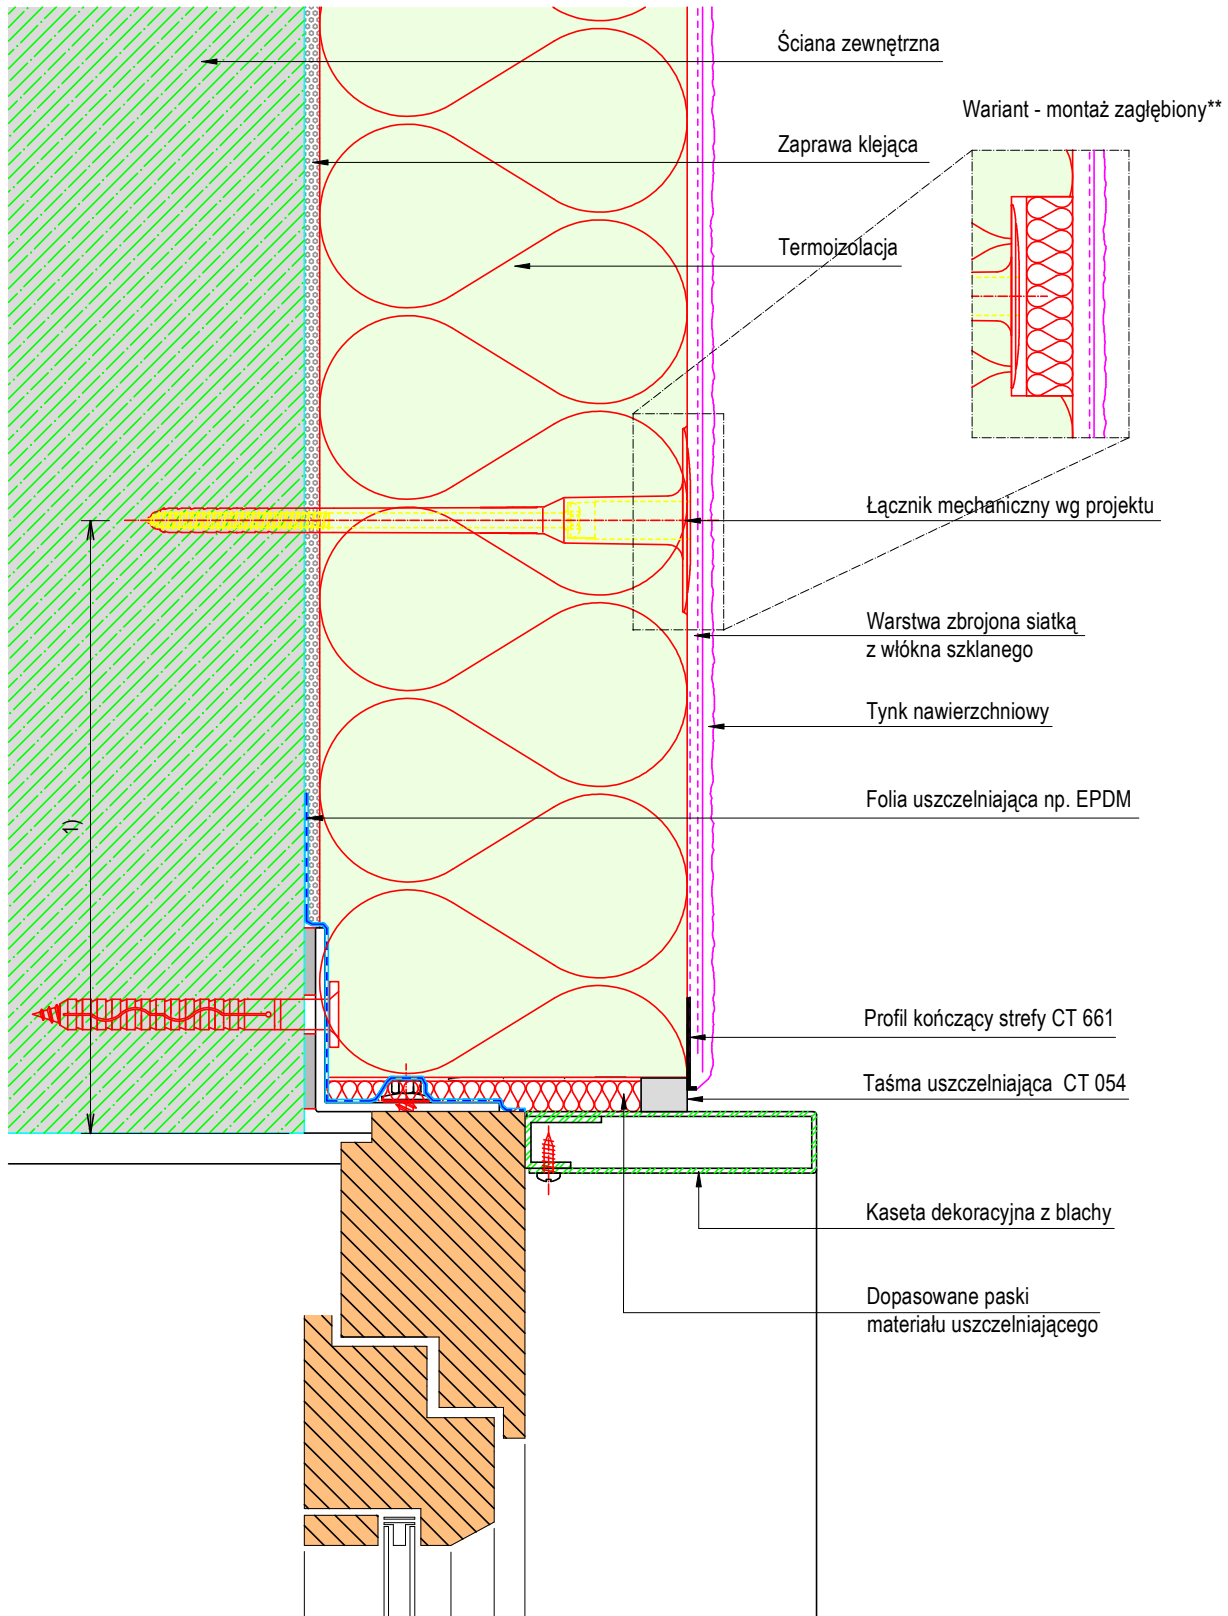 Ściana zewnętrzna
Wariant - montaż zagłębiony**
Zaprawa klejąca
Termoizolacja
Łącznik mechaniczny wg projektu
Warstwa zbrojona siatką
z włókna szklanego
Tynk nawierzchniowy
Folia uszczelniająca np. EPDM
1)
Profil kończący strefy CT 661
Taśma uszczelniająca CT 054
Kaseta dekoracyjna z blachy
Dopasowane paski
materiału uszczelniającego